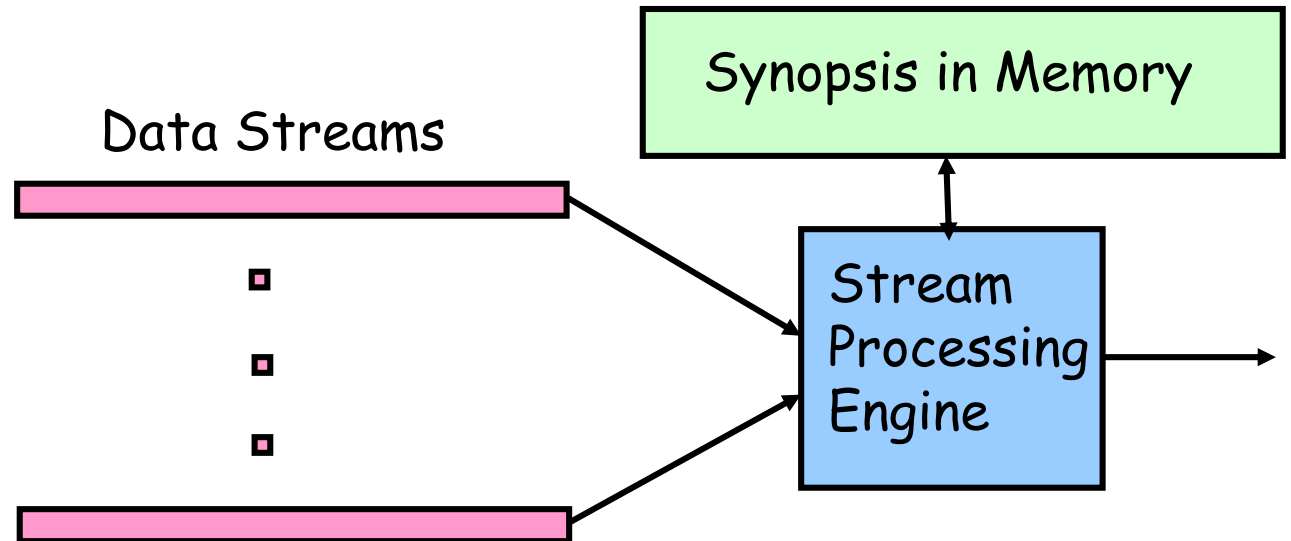 Synopsis in Memory
Data Streams
Stream
Processing
Engine